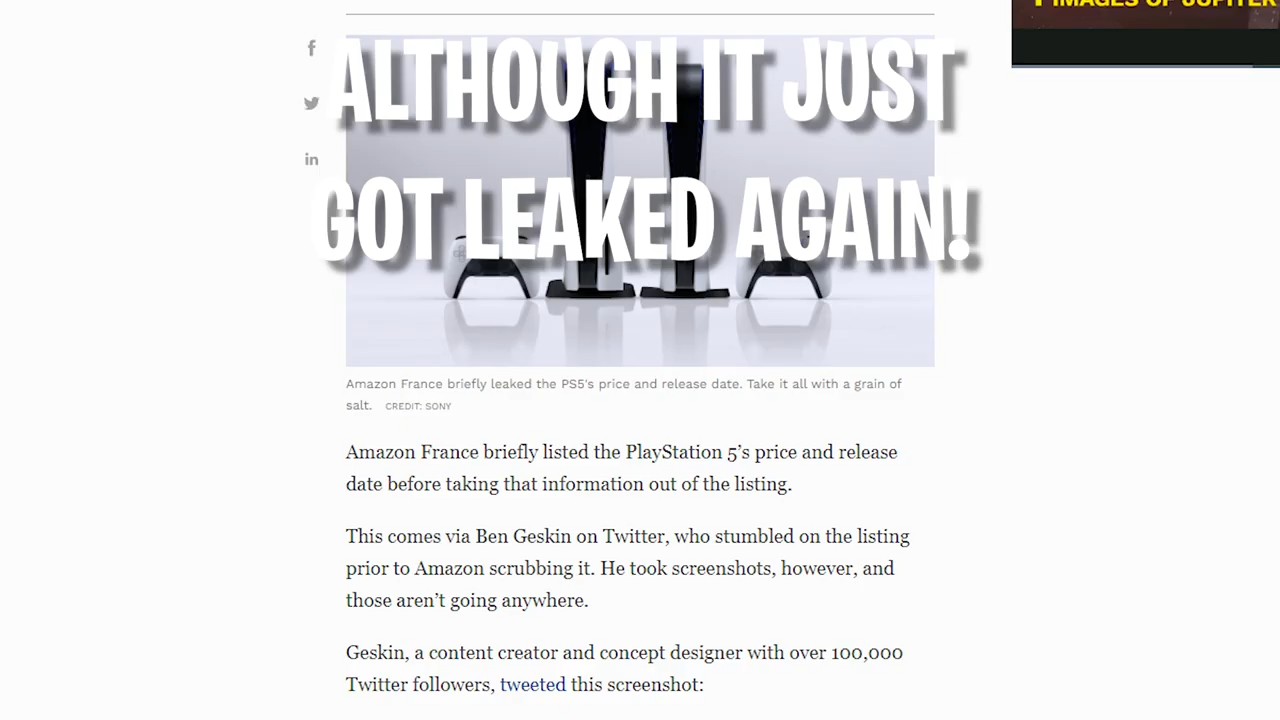 IMAGES OF JUPITER
f
in
ALTHOUGH IT JUST
GOT LEAKED AGAIN!
Amazon France briefly leaked the PS5's price and release date. Take it all with a grain of
salt. CREDIT: SONY
Amazon France briefly listed the PlayStation 5’s price and release
date before taking that information out of the listing.
This comes via Ben Geskin on Twitter, who stumbled on the listing
prior to Amazon scrubbing it. He took screenshots, however, and
those aren’t going anywhere.
Geskin, a content creator and concept designer with over 100,000
Twitter followers, tweeted this screenshot: